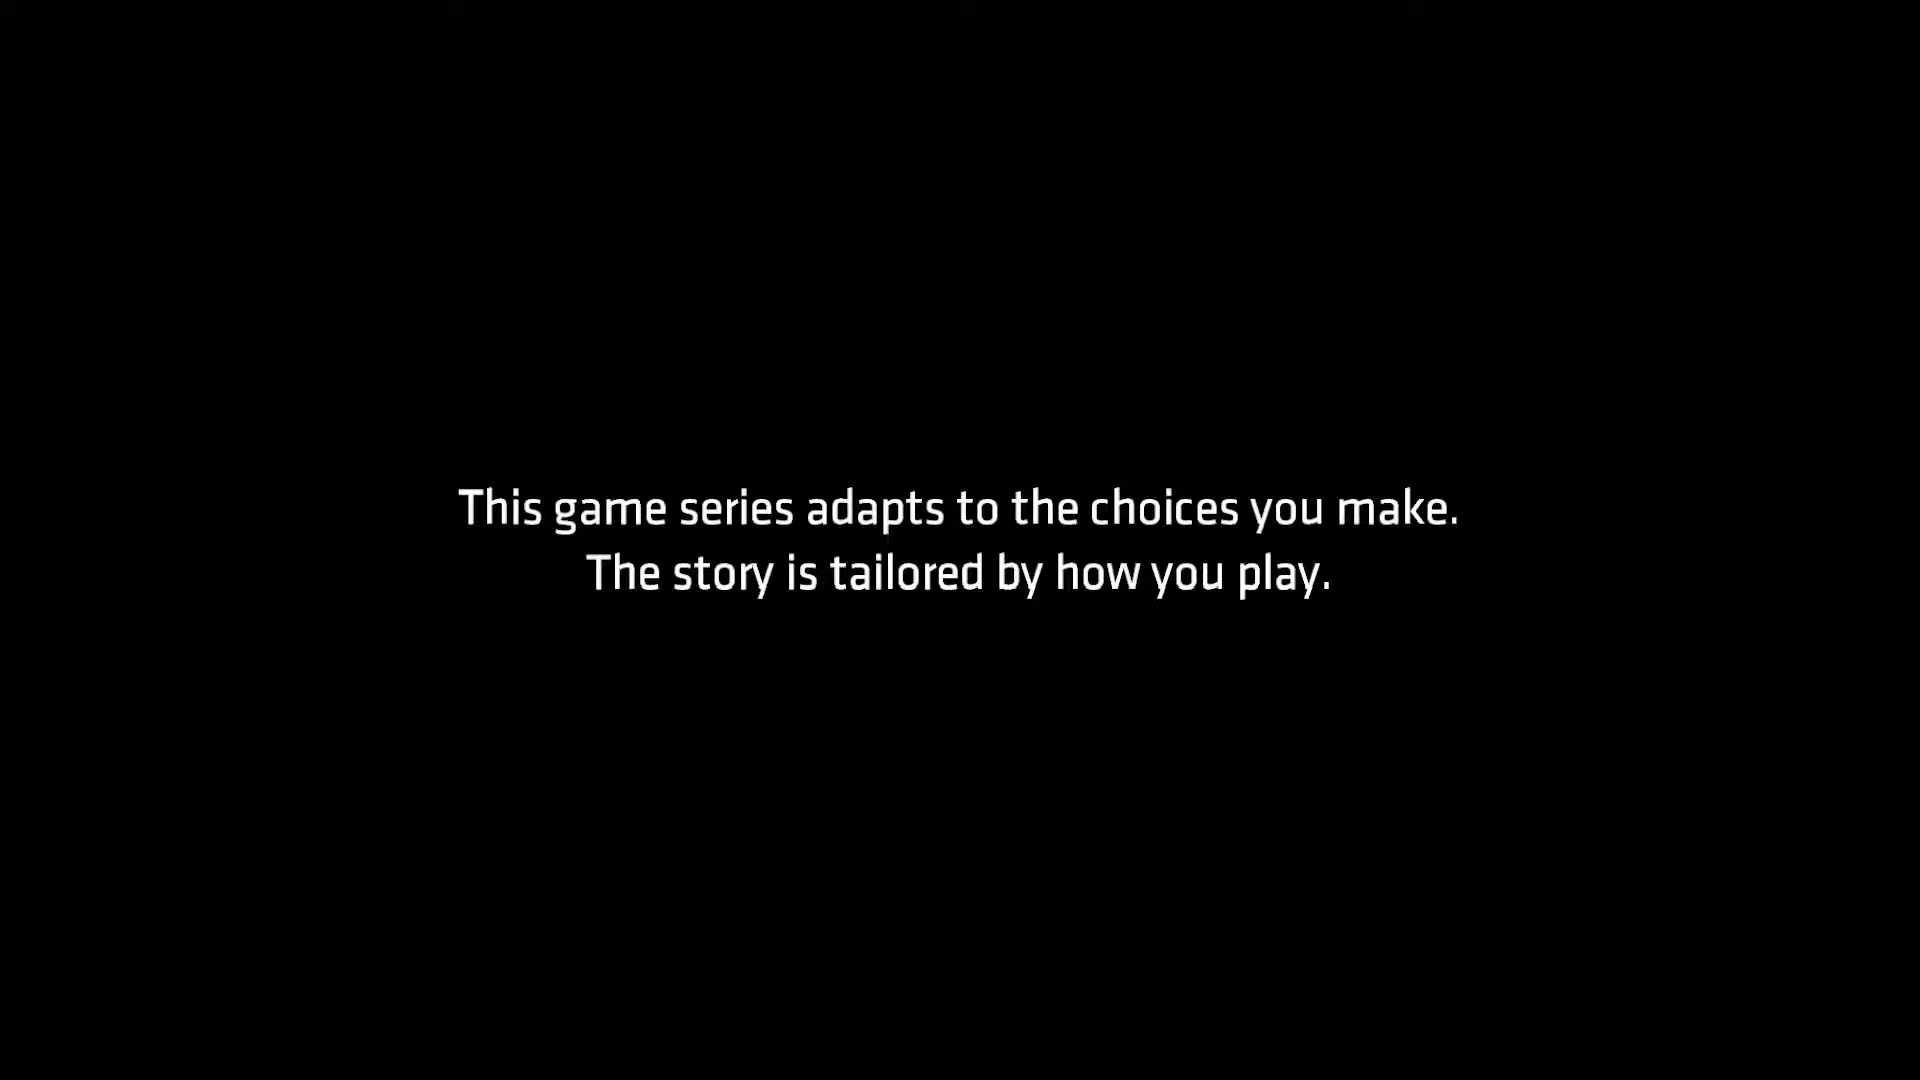 This game series adapts to the choices you make.
The story is tailored by how you play.